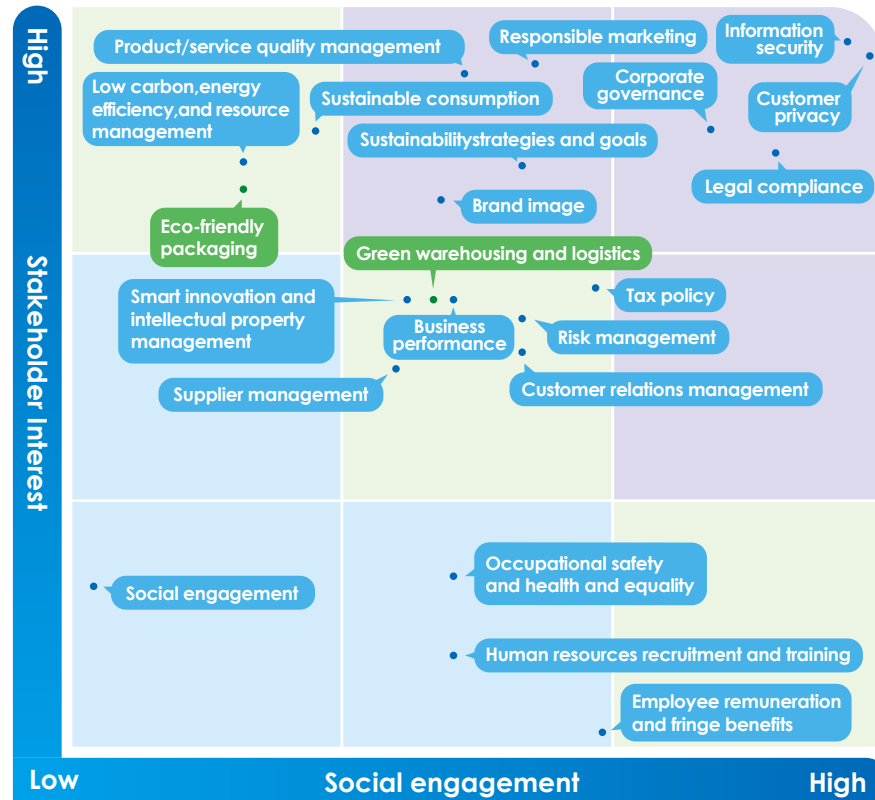 High
Stakeholder Interest
Product/service quality management
Responsible marketing
Information
security
Low carbon,energy
efficiency,and resource
management
Sustainable consumption
Corporate
governance
Customer
privacy
Sustainabilitystrategies and goals
Legal compliance
Brand image
Eco-friendly
packaging
Green warehousing and logistics
Smart innovation and
intellectual property
management
Tax policy
Business
performance
Risk management
Supplier management
Customer relations management
Occupational safety
and health and equality
Social engagement
Human resources recruitment and training
Employee remuneration
and fringe benefits
Low
Social engagement
High